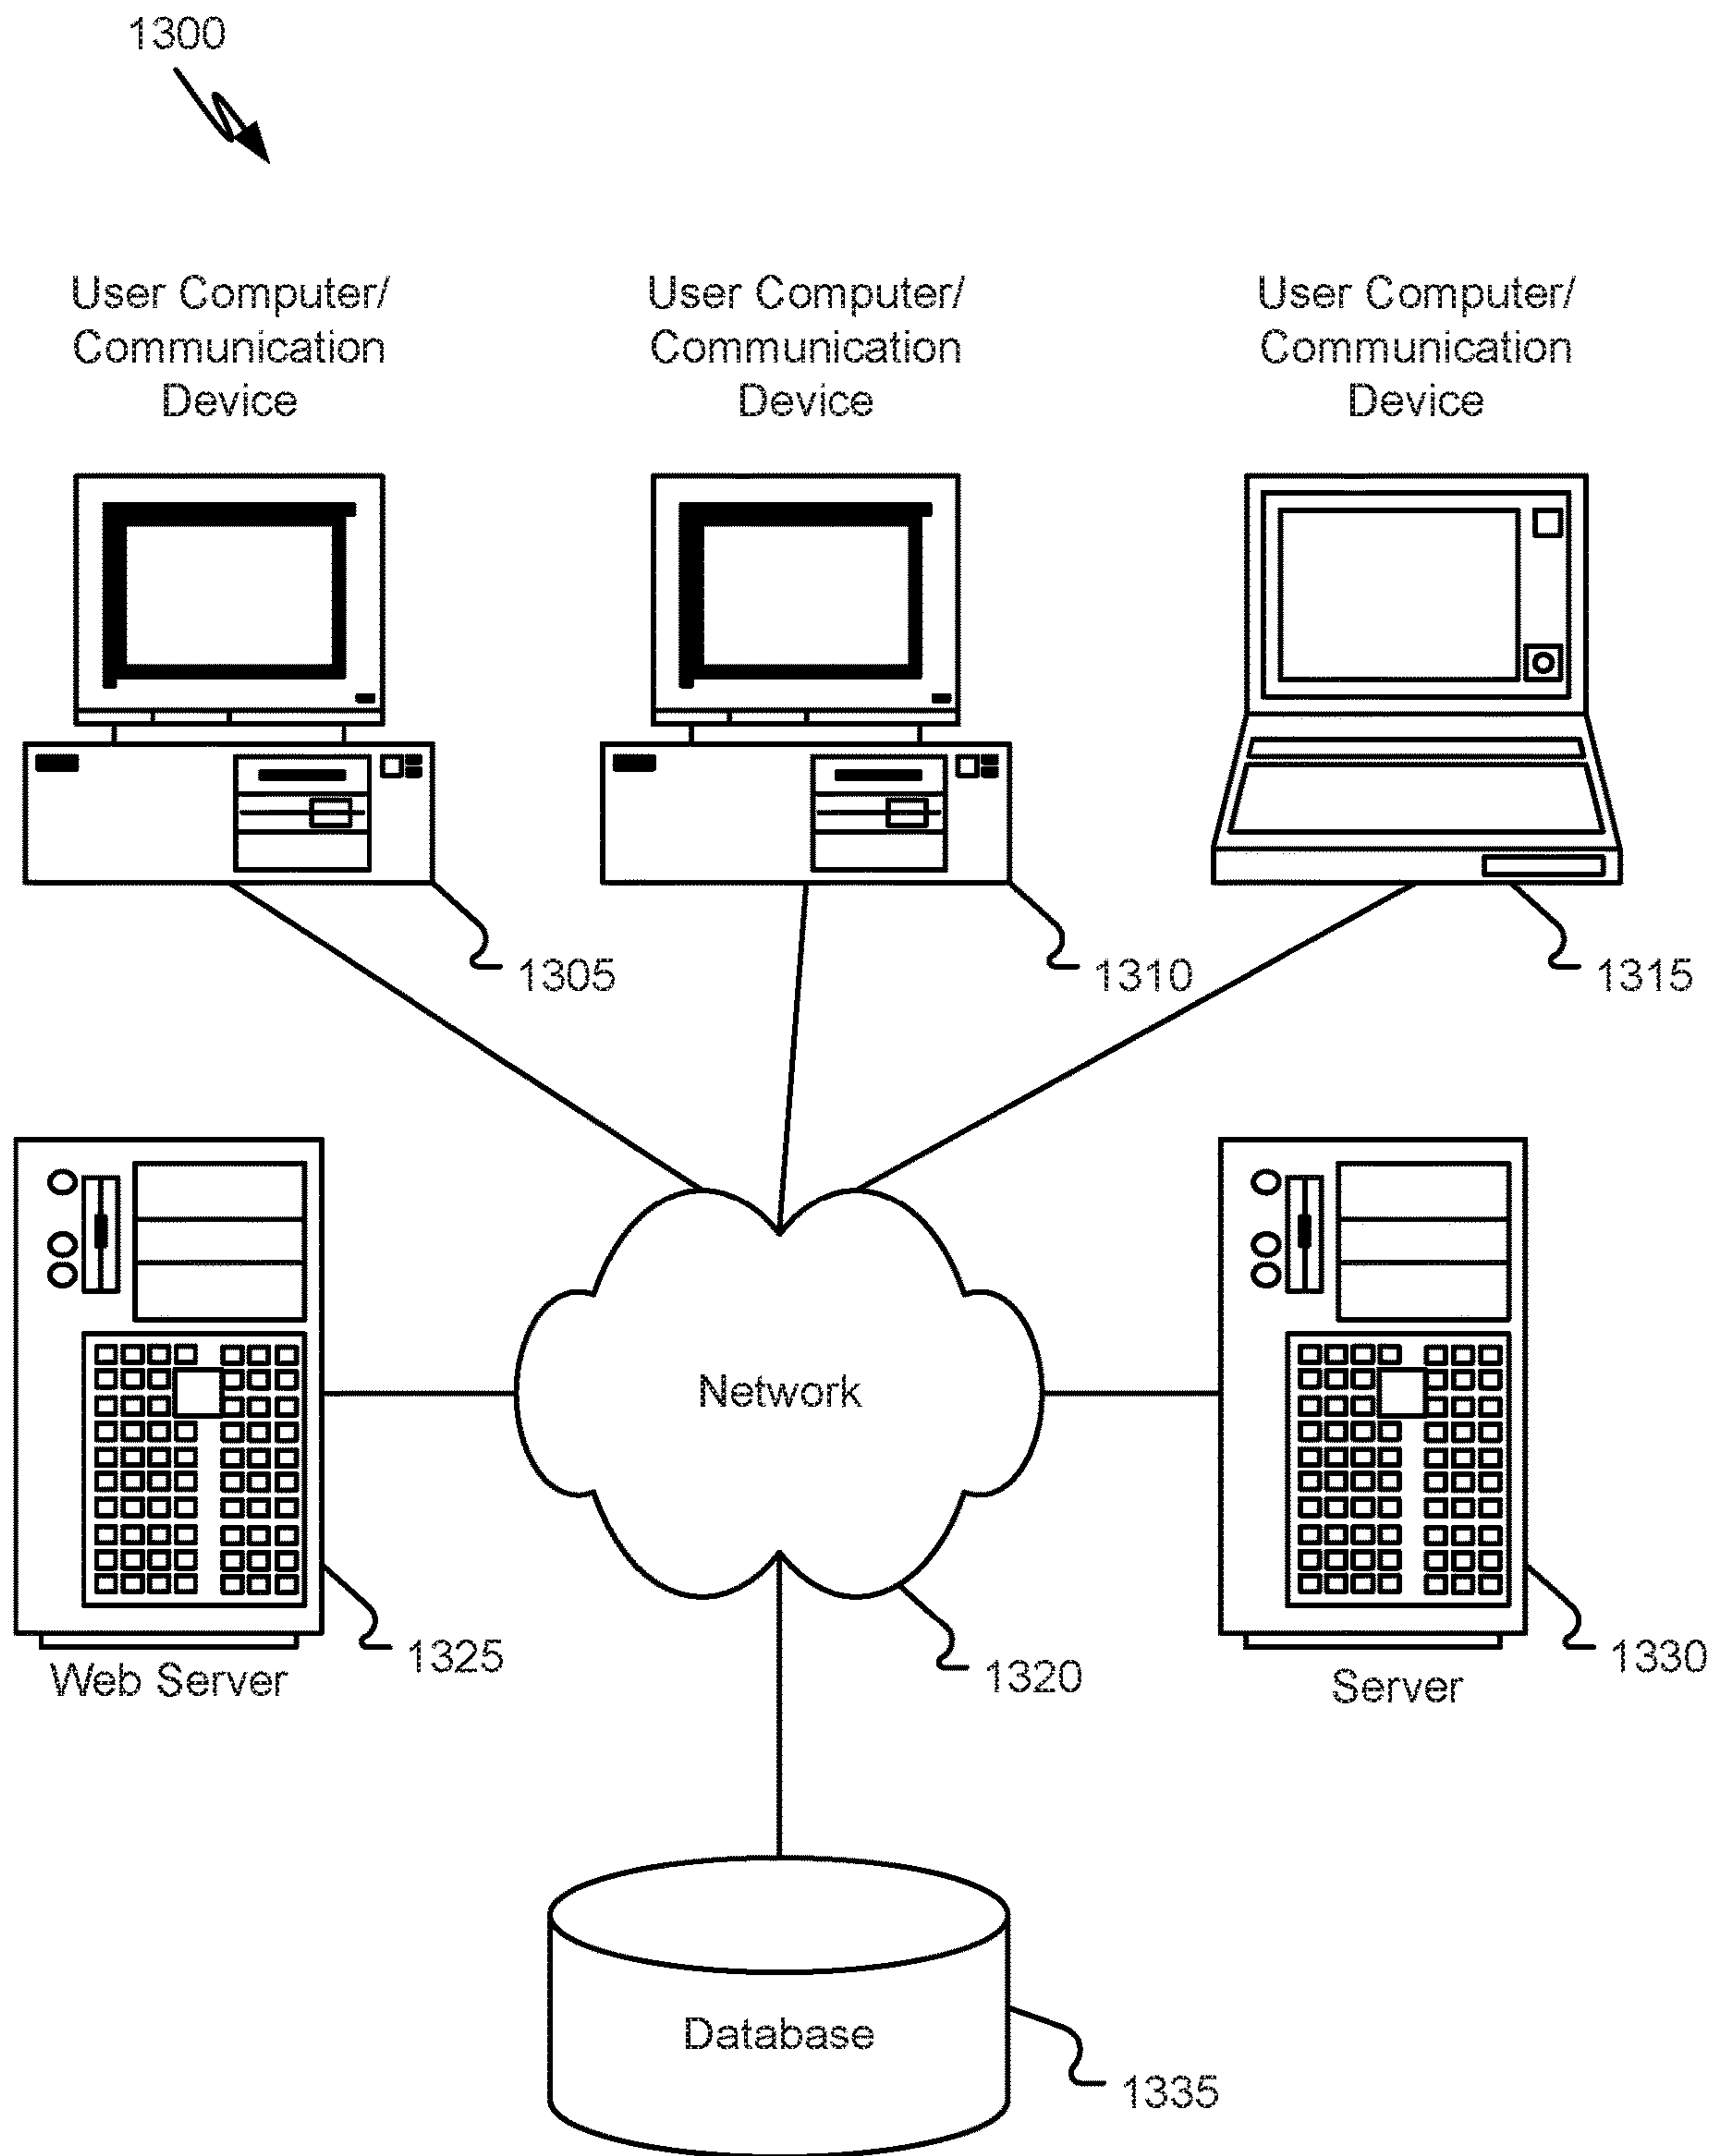 1300
User Computer/
Communication
Device
User Computer/
Communication
Device
User Computer/
Communication
Device
1305
1310
1315
Network
1325
Web Server
1320
1330
Server
Database
1335